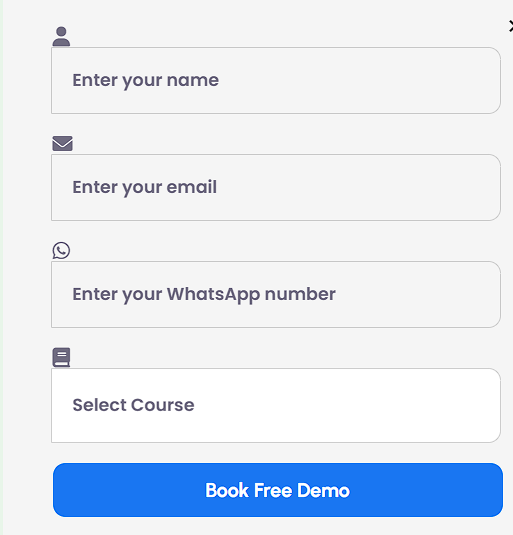 Enter your name
Enter your email
Enter your WhatsApp number
Select Course
Book Free Demo